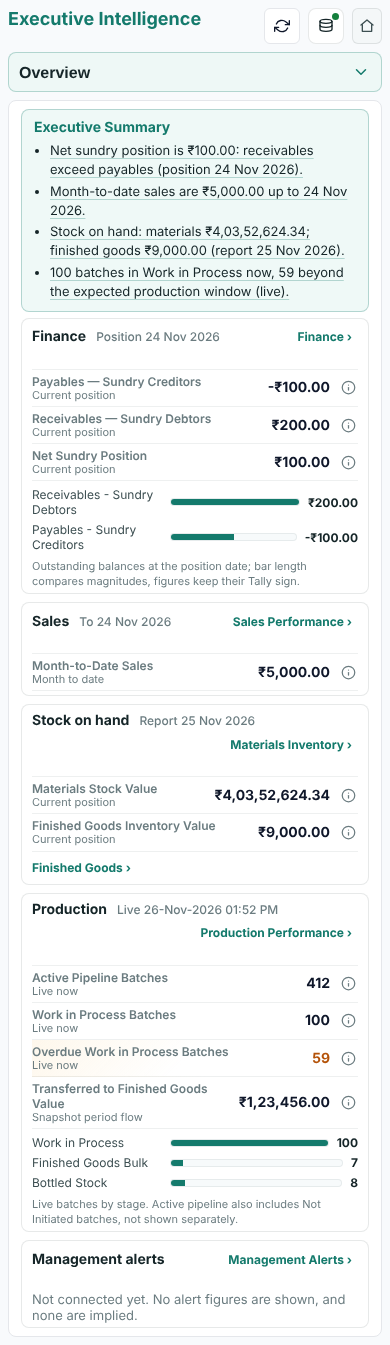 Executive Intelligence
Overview
Executive Summary
• Net sundry position is ₹100.00: receivables
exceed payables (position 24 Nov 2026).
• Month-to-date sales are ₹5,000.00 up to 24 Nov
2026.
• Stock on hand: materials ₹4,03,52,624.34;
finished goods ₹9,000.00 (report 25 Nov 2026).
• 100 batches in Work in Process now, 59 beyond
the expected production window (live).
Finance Position 24 Nov 2026 Finance ›
Payables — Sundry Creditors
Current position
-₹100.00
Receivables — Sundry Debtors
Current position
₹200.00
Net Sundry Position
Current position
₹100.00
Receivables - Sundry
Debtors
₹200.00
Payables - Sundry
Creditors
-₹100.00
Outstanding balances at the position date; bar length
compares magnitudes, figures keep their Tally sign.
Sales To 24 Nov 2026 Sales Performance ›
Month-to-Date Sales
Month to date
₹5,000.00
Stock on hand Report 25 Nov 2026
Materials Inventory ›
Materials Stock Value
Current position
₹4,03,52,624.34
Finished Goods Inventory Value
Current position
₹9,000.00
Finished Goods ›
Production Live 26-Nov-2026 01:52 PM
Production Performance ›
Active Pipeline Batches
Live now
412
Work in Process Batches
Live now
100
Overdue Work in Process Batches
Live now
59
Transferred to Finished Goods
Value
Snapshot period flow
₹1,23,456.00
Work in Process 100
Finished Goods Bulk 7
Bottled Stock 8
Live batches by stage. Active pipeline also includes Not
Initiated batches, not shown separately.
Management alerts Management Alerts ›
Not connected yet. No alert figures are shown, and
none are implied.